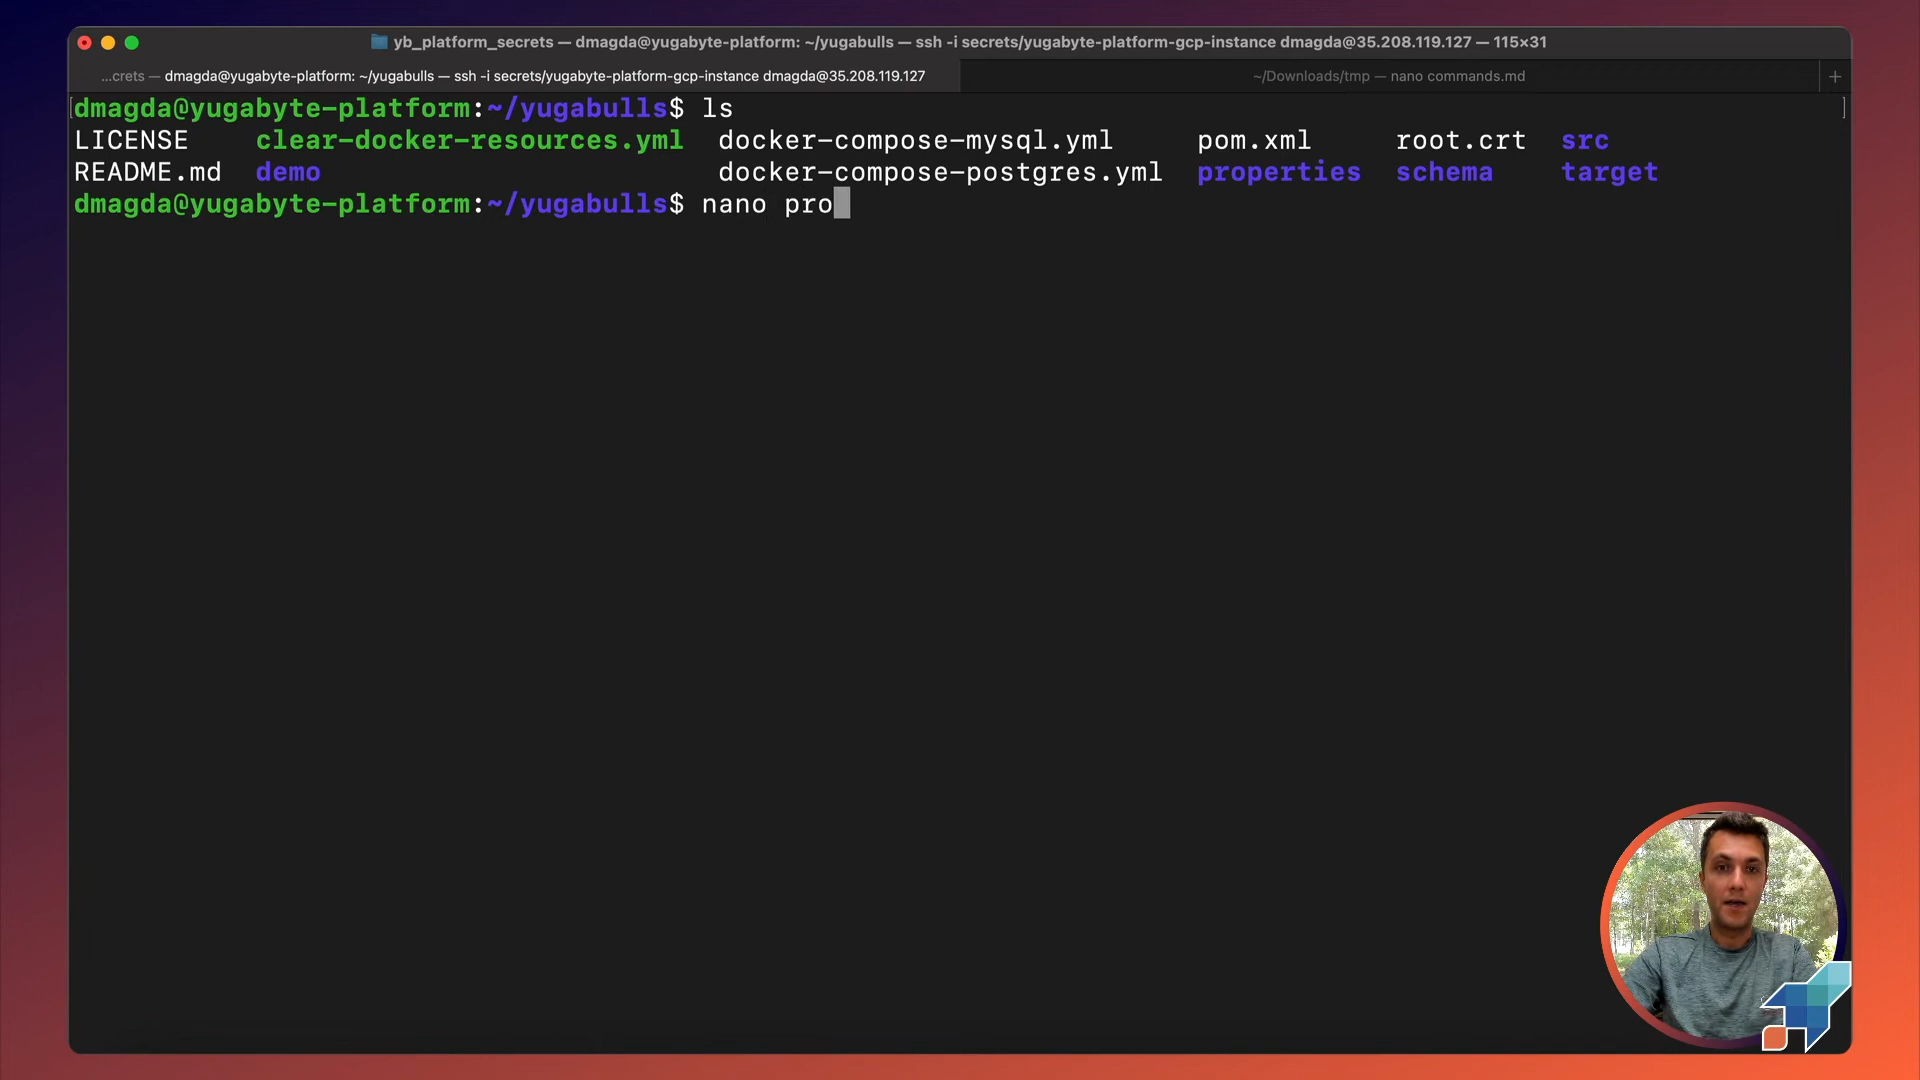 yb_platform_secrets — dmagda@yugabyte-platform: ~/yugabulls — ssh -i secrets/yugabyte-platform-gcp-instance dmagda@35.208.119.127 — 115×31
...crets — dmagda@yugabyte-platform: ~/yugabulls — ssh -i secrets/yugabyte-platform-gcp-instance dmagda@35.208.119.127 ~/Downloads/tmp — nano commands.md +
[dmagda@yugabyte-platform:~/yugabulls$ ls ]
LICENSE clear-docker-resources.yml docker-compose-mysql.yml pom.xml root.crt src
README.md demo docker-compose-postgres.yml properties schema target
dmagda@yugabyte-platform:~/yugabulls$ nano pro